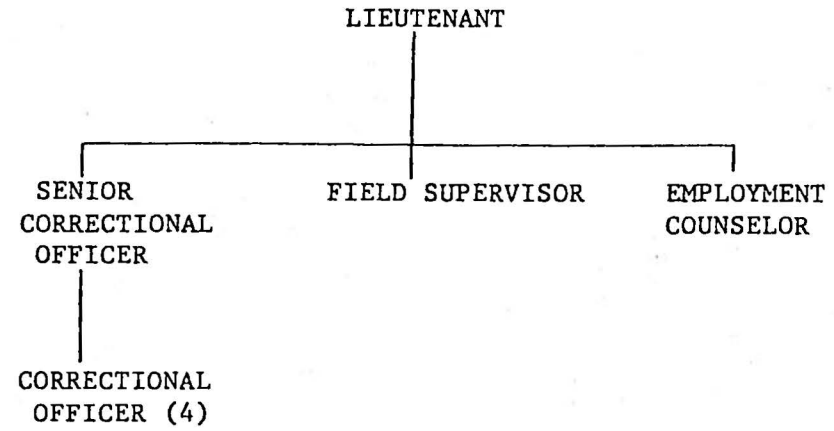 LIEUTENANT
SENIOR
CORRECTIONAL
OFFICER
FIELD SUPERVISOR
EMPLOYMENT
COUNSELOR
CORRECTIONAL
OFFICER (4)